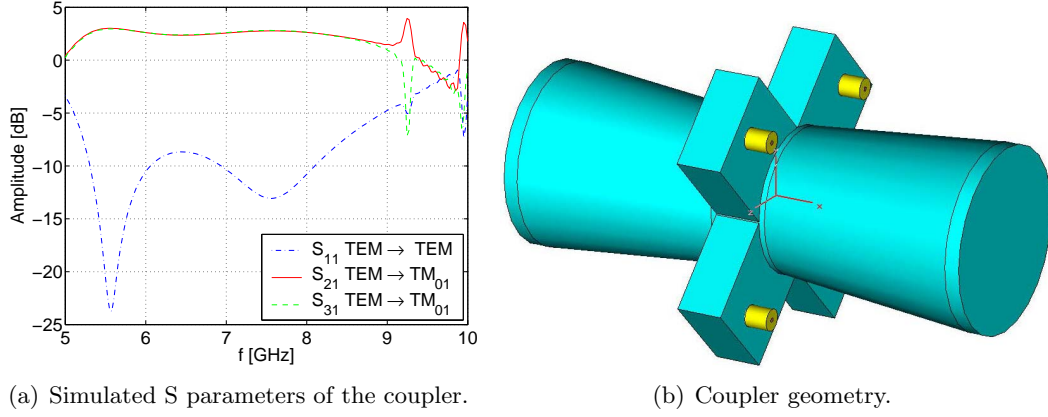 5
0
−5
−10
−15
−20
−25
5
6
7
8
9
10
Amplitude [dB]
f [GHz]
S11 TEM → TEM
S21 TEM→TM01
S31 TEM→TM01
y
z
x
(a) Simulated S parameters of the coupler.
(b) Coupler geometry.